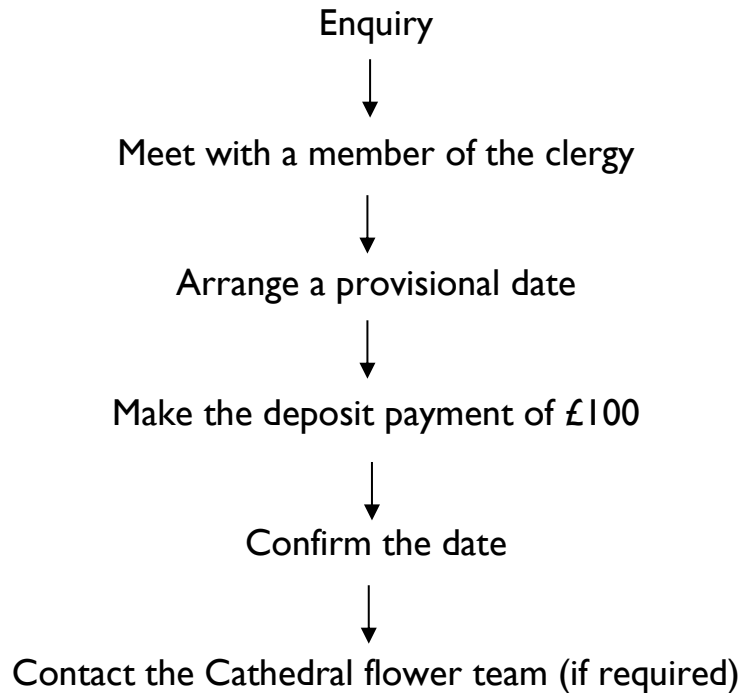 Enquiry
Meet with a member of the clergy
Arrange a provisional date
Make the deposit payment of £100
Confirm the date
Contact the Cathedral flower team (if required)